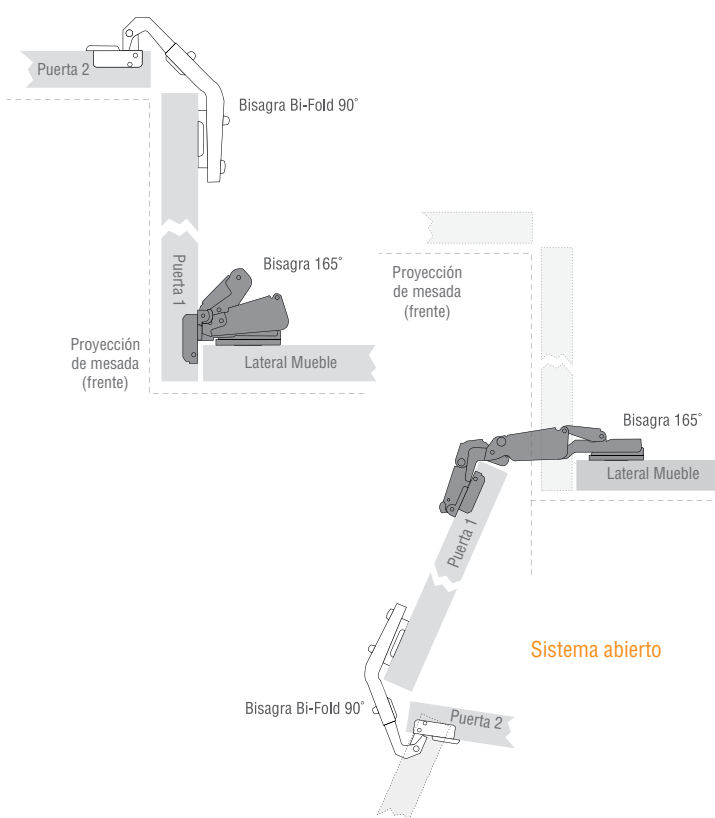 Puerta 2
Bisagra Bi-Fold 90°
Puerta 1
Bisagra 165°
Proyección
de mesada
(frente)
Lateral Mueble
Proyección
de mesada
(frente)
Bisagra 165°
Lateral Mueble
Puerta 1
Sistema abierto
Bisagra Bi-Fold 90°
Puerta 2